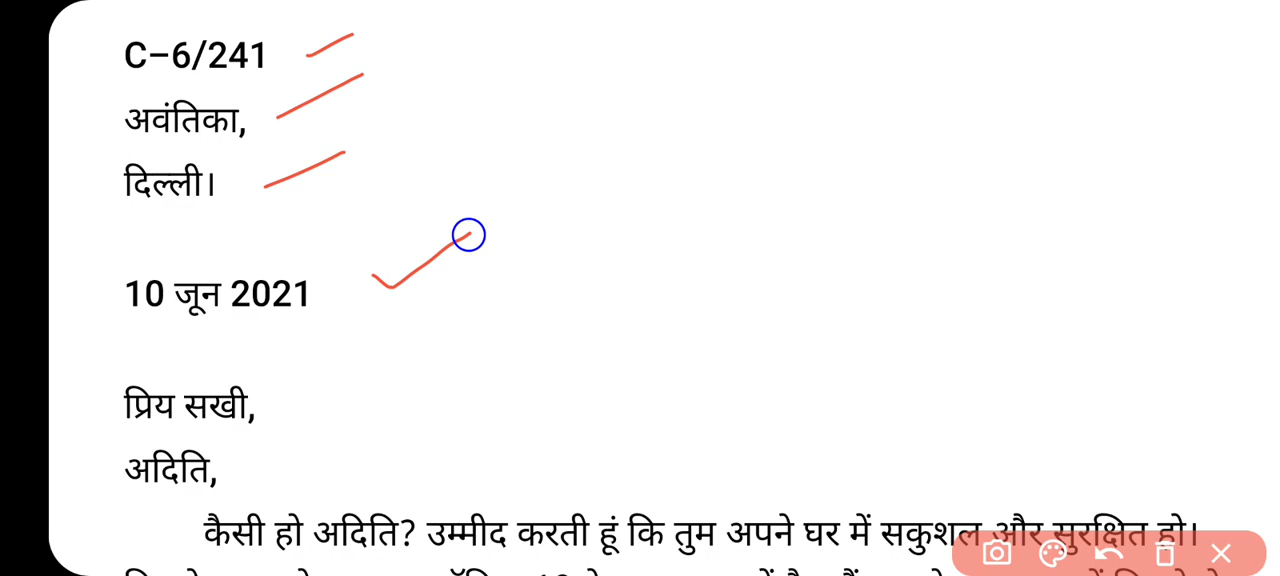 C–6/241
अवंतिका,
दिल्ली।
10 जून 2021
प्रिय सखी,
अदिति,
कैसी हो अदिति? उम्मीद करती हूं कि तुम अपने घर में सकुशल और सुरक्षित हो।